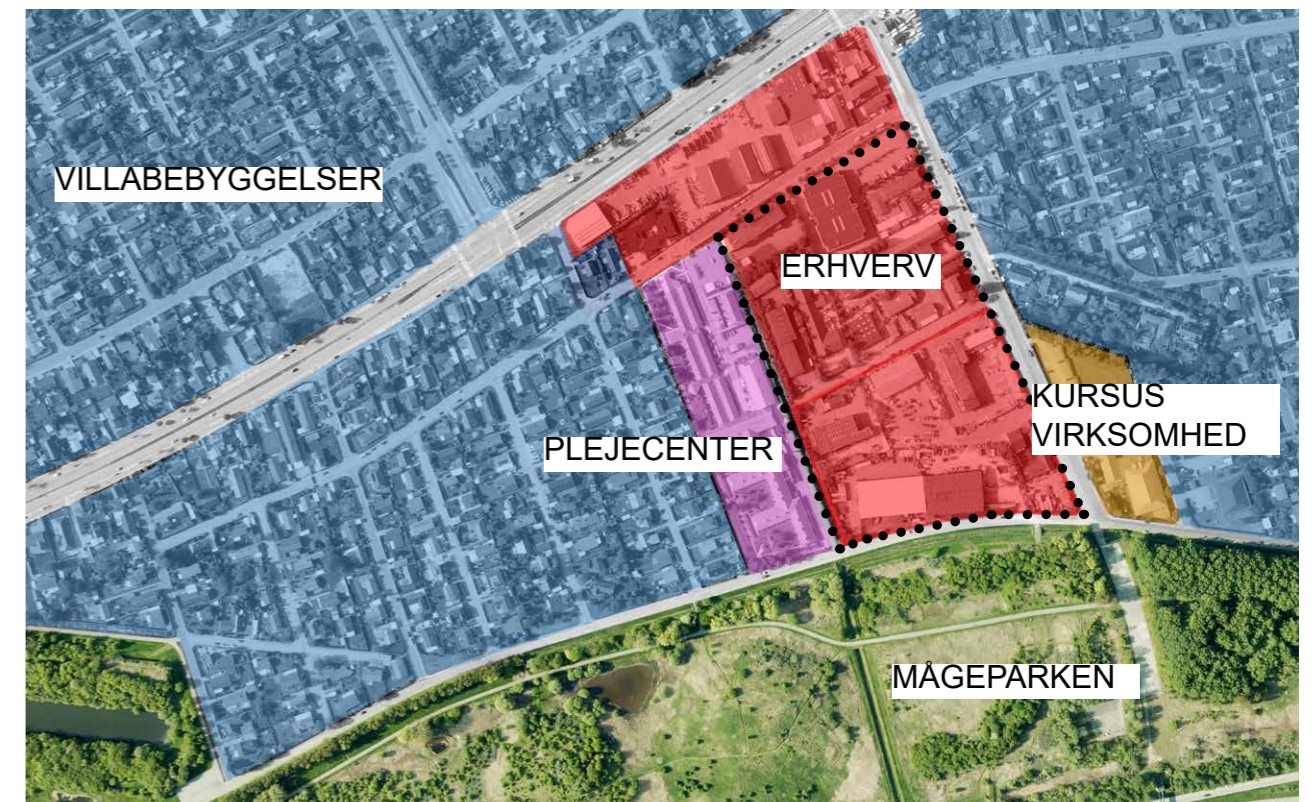 VILLABEBYGGELSER
ERHVERV
KURSUS
VIRKSOMHED
PLEJECENTER
MÅGEPARKEN